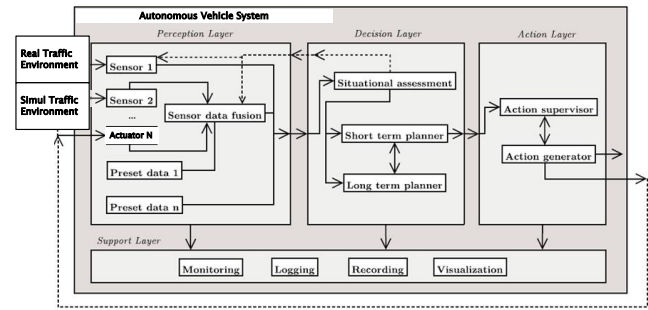 Autonomous Vehicle System
Perception Layer
Decision Layer
Action Layer
Real Traffic
Environment
Simul Traffic
Environment
Sensor 1
Sensor 2
...
Actuator N
Sensor data fusion
Preset data 1
Preset data n
Situational assessment
Short term planner
Long term planner
Action supervisor
Action generator
Support Layer
Monitoring
Logging
Recording
Visualization